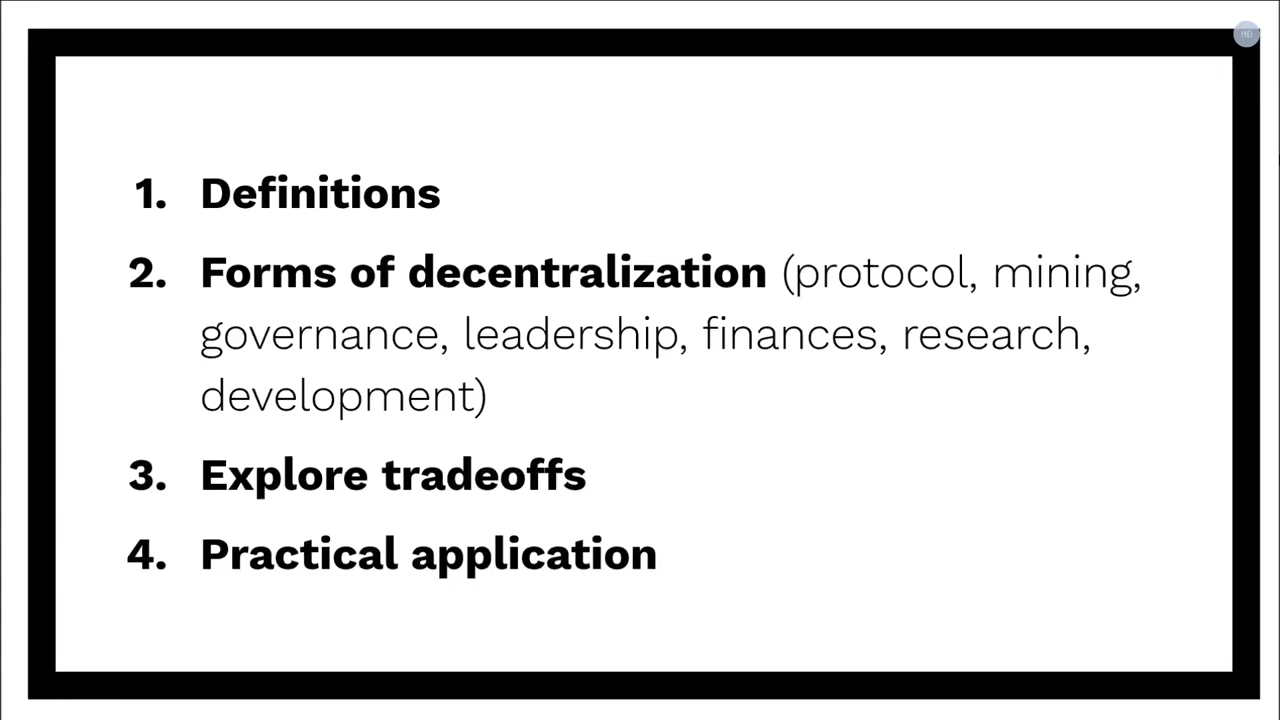 1. Definitions
2. Forms of decentralization (protocol, mining,
governance, leadership, finances, research,
development)
3. Explore tradeoffs
4. Practical application